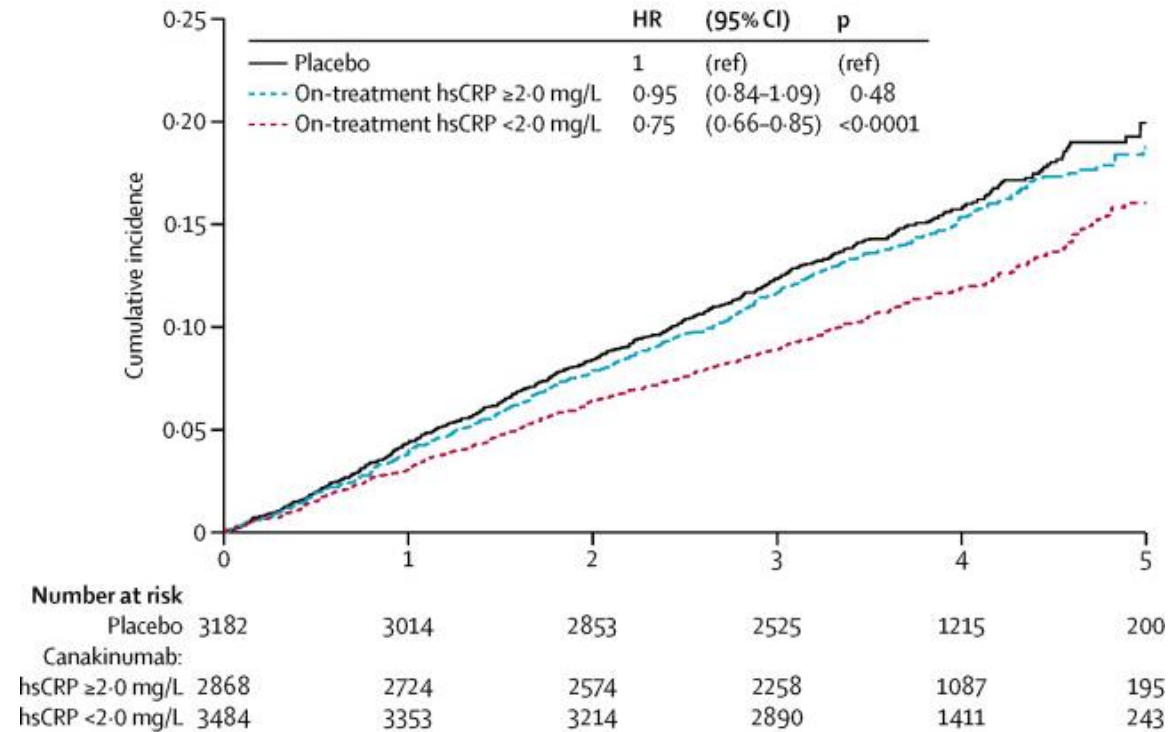 HR (95% CI) p
Placebo 1 (ref) (ref)
On-treatment hsCRP ≥2·0 mg/L 0·95 (0·84–1·09) 0·48
On-treatment hsCRP <2·0 mg/L 0·75 (0·66–0·85) <0·0001
Cumulative incidence
0·25
0·20
0·15
0·10
0·05
0
0 1 2 3 4 5
Number at risk
Placebo 3182 3014 2853 2525 1215 200
Canakinumab:
hsCRP ≥2·0 mg/L 2868 2724 2574 2258 1087 195
hsCRP <2·0 mg/L 3484 3353 3214 2890 1411 243